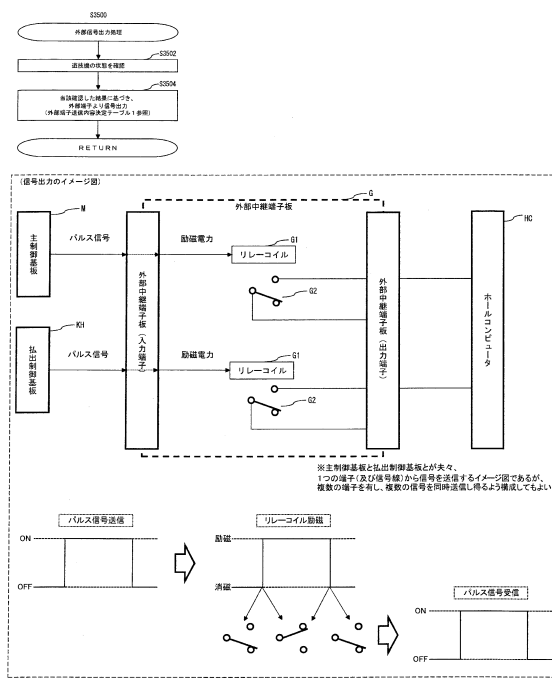 S3500
外部信号出力処理
S3502
遊技機の状態を確認
S3504
当該確認した結果に基づき、
外部端子より信号出力
(外部端子送信内容決定テーブル1参照)
RETURN
(信号出力のイメージ図)
G
外部中継端子板
M
主制御基板
パルス信号
外部中継端子板(入力端子)
励磁電力
G1
リレーコイル
G2
外部中継端子板(出力端子)
HC
ホールコンピュータ
KH
払出制御基板
パルス信号
励磁電力
G1
リレーコイル
G2
※主制御基板と払出制御基板とが夫々、
1つの端子(及び信号線)から信号を送信するイメージ図であるが、
複数の端子を有し、複数の信号を同時送信し得るよう構成してもよい
パルス信号送信
ON
OFF
リレーコイル励磁
励磁
消磁
パルス信号受信
ON
OFF